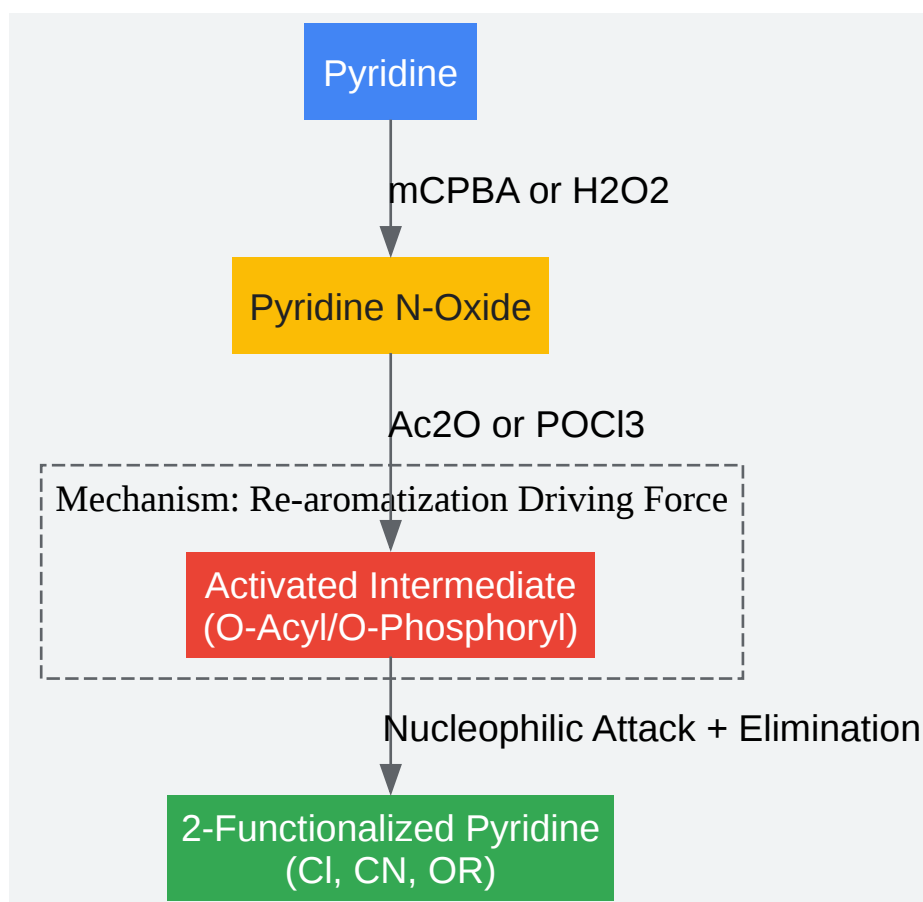 Pyridine
mCPBA or H2O2
Pyridine N-Oxide
Ac2O or POCl3
Mechanism: Re-aromatization Driving Force
Activated Intermediate
(O-Acyl/O-Phosphoryl)
Nucleophilic Attack + Elimination
2-Functionalized Pyridine
(Cl, CN, OR)